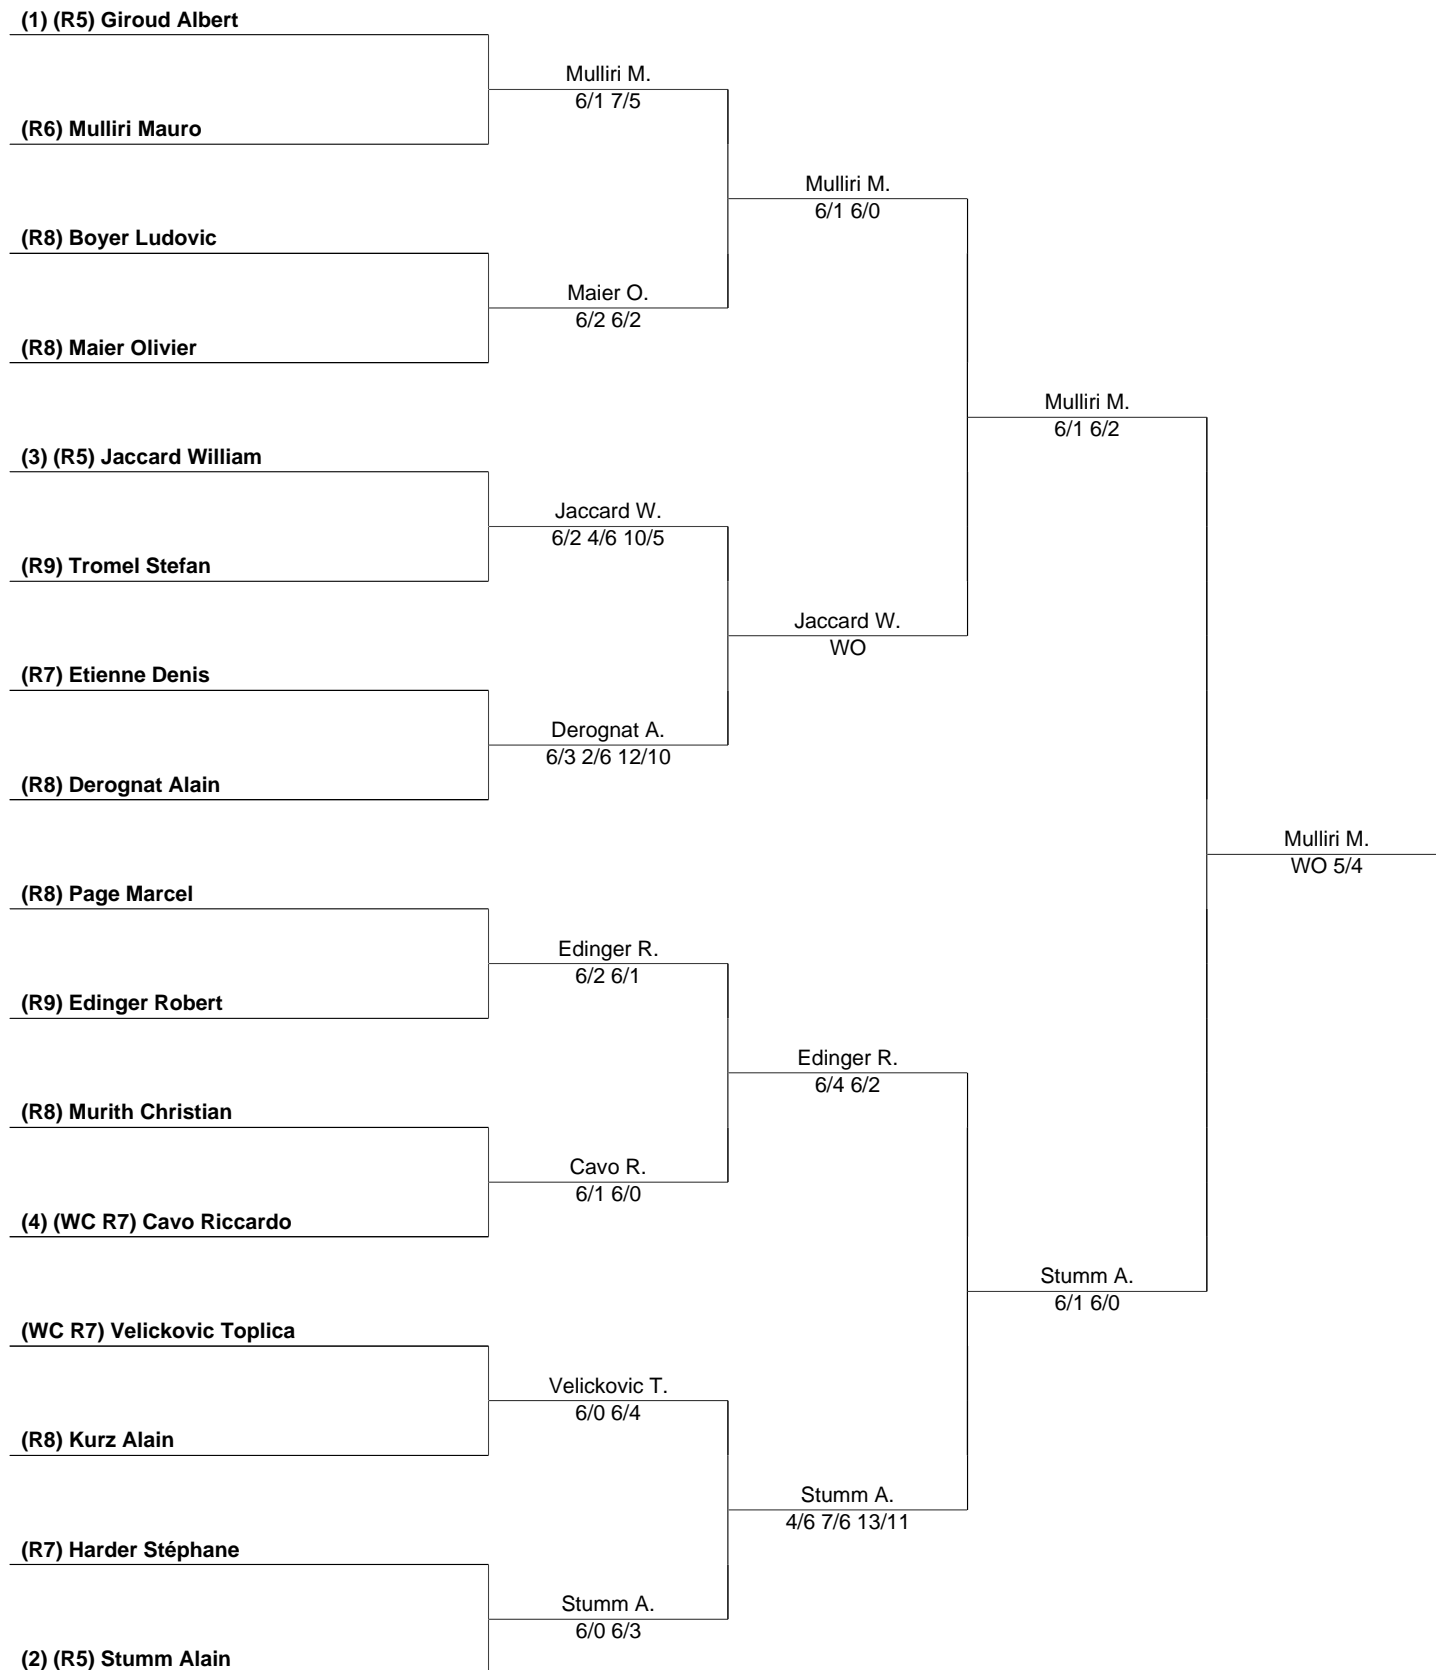 (1) (R5) Giroud Albert
Mulliri M.
6/1 7/5
(R6) Mulliri Mauro
Mulliri M.
6/1 6/0
(R8) Boyer Ludovic
Maier O.
6/2 6/2
(R8) Maier Olivier
Mulliri M.
6/1 6/2
(3) (R5) Jaccard William
Jaccard W.
6/2 4/6 10/5
(R9) Tromel Stefan
Jaccard W.
WO
(R7) Etienne Denis
Derognat A.
6/3 2/6 12/10
(R8) Derognat Alain
Mulliri M.
WO 5/4
(R8) Page Marcel
Edinger R.
6/2 6/1
(R9) Edinger Robert
Edinger R.
6/4 6/2
(R8) Murith Christian
Cavo R.
6/1 6/0
(4) (WC R7) Cavo Riccardo
Stumm A.
6/1 6/0
(WC R7) Velickovic Toplica
Velickovic T.
6/0 6/4
(R8) Kurz Alain
Stumm A.
4/6 7/6 13/11
(R7) Harder Stéphane
Stumm A.
6/0 6/3
(2) (R5) Stumm Alain